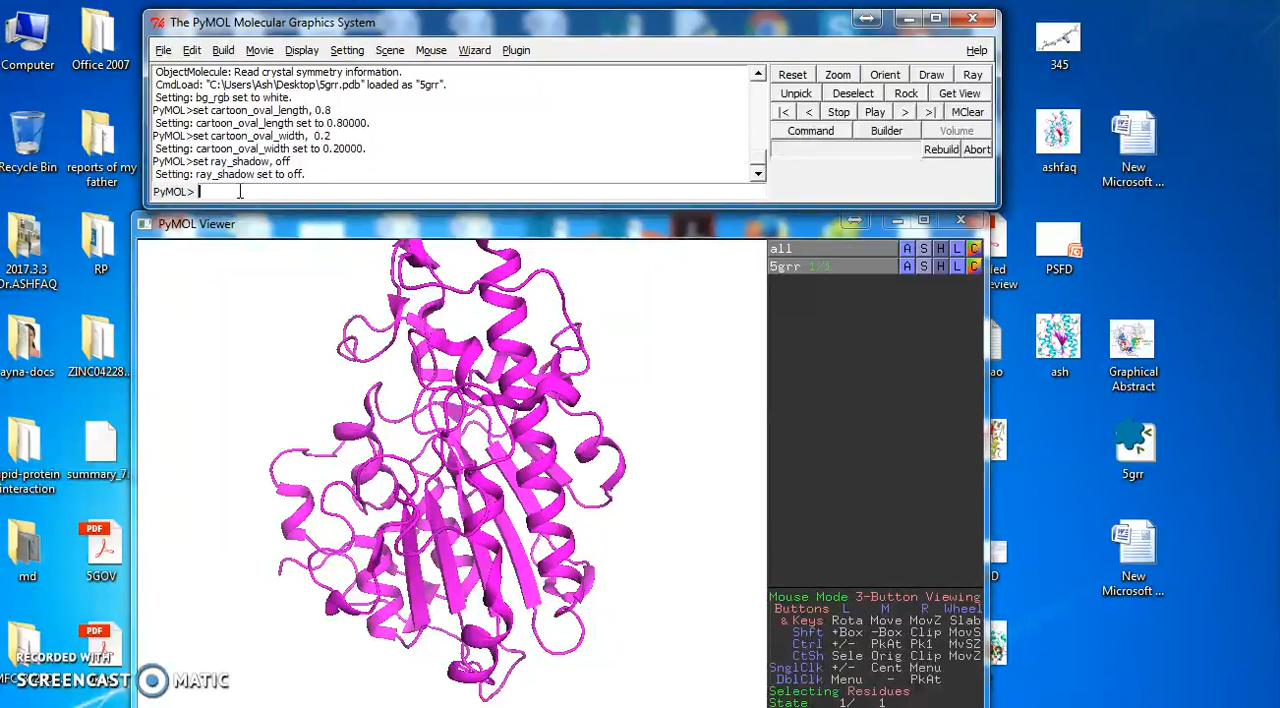 The PyMOL Molecular Graphics System
File Edit Build Movie Display Setting Scene Mouse Wizard Plugin Help
ObjectMolecule: Read crystal symmetry information.
CmdLoad: "C:\Users\Ash\Desktop\5grr.pdb" loaded as "5grr".
Setting: bg_rgb set to white.
PyMOL>set cartoon_oval_length, 0.8
Setting: cartoon_oval_length set to 0.80000.
PyMOL>set cartoon_oval_width, 0.2
Setting: cartoon_oval_width set to 0.20000.
PyMOL>set ray_shadow, off
Setting: ray_shadow set to off.
PyMOL>
Reset Zoom Orient Draw Ray
Unpick Deselect Rock Get View
|< < Stop Play > >| MClear
Command Builder Volume
Rebuild Abort
PyMOL Viewer
all A S H L C
5grr 1/1 A S H L C
Mouse Mode 3-Button Viewing
Buttons L M R Wheel
& Keys Rota Move MovZ Slab
Shft +Box -Box Clip MovS
Ctrl +/- PkAt Pk1 MvSZ
CtSh Sele Orig Clip MovZ
SnglClk +/- Cent Menu
DblClk Menu - PkAt
Selecting Residues
State 1/ 1
Computer
Office 2007
Recycle Bin
reports of my
father
2017.3.3
Dr.ASHFAQ
RP
ayna-docs
ZINC04228...
ipid-protein
interaction
summary_7
md
PDF
5GOV
PDF
345
ashfaq
New
Microsoft ...
PSFD
ash
Graphical
Abstract
5grr
New
Microsoft ...
RECORDED WITH
SCREENCAST MATIC